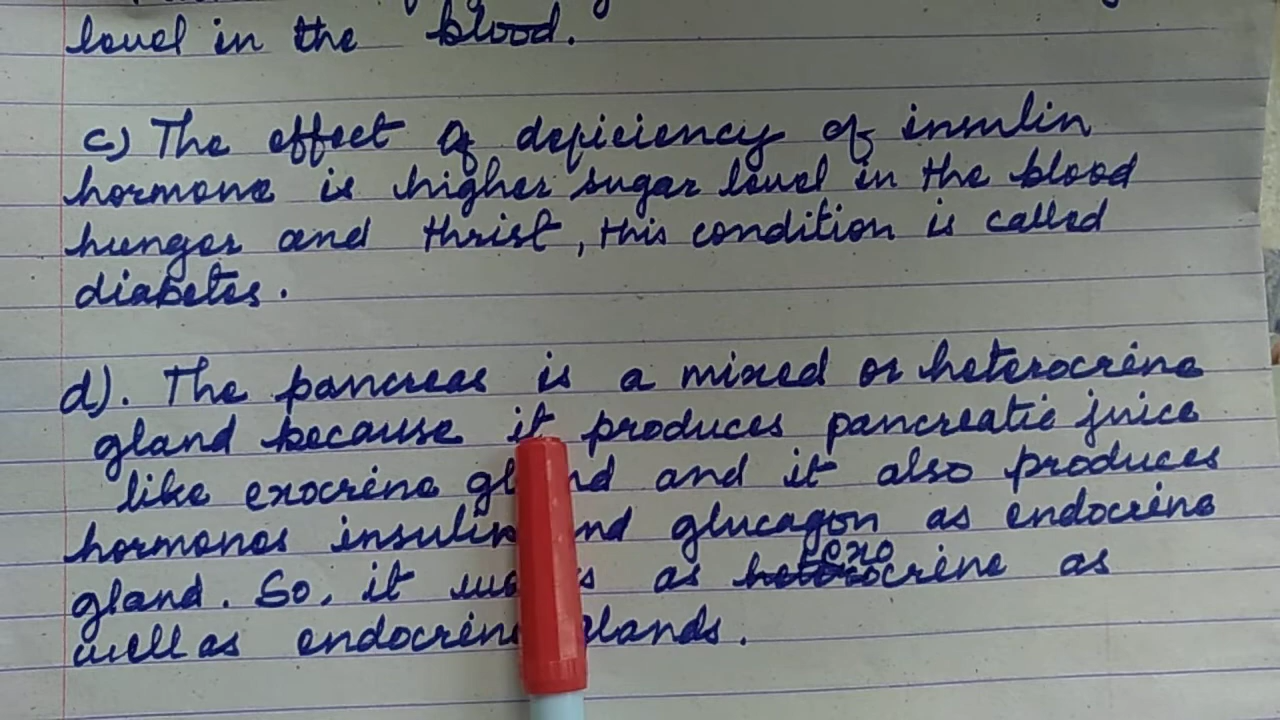 level in the blood.
c) The effect of deficiency of insulin
hormone is higher sugar level in the blood
hunger and thrist, this condition is called
diabetes.
d). The pancreas is a mixed or heterocrine
gland because it produces pancreatic juice
like exocrine gland and it also produces
hormones insulin and glucagon as endocrine
gland. So, it as exocrine as
well as endocrine glands.